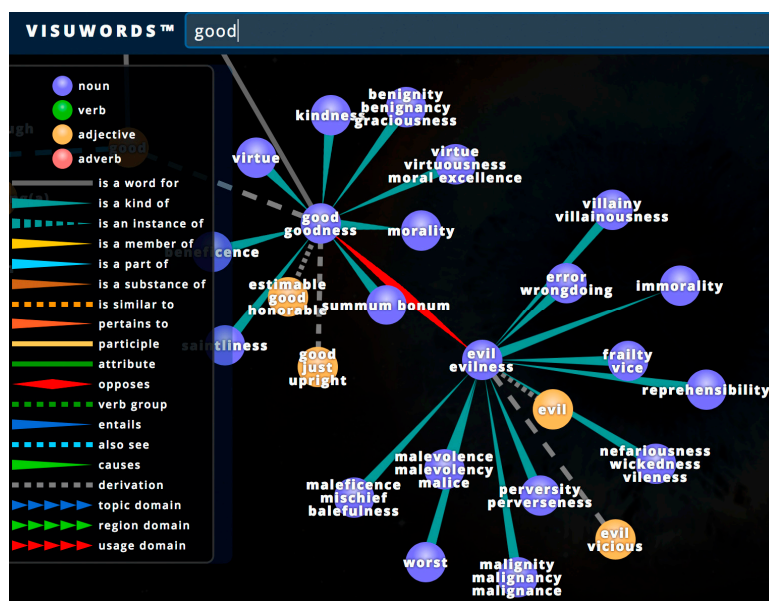 VISUWORDS™
good
noun
verb
adjective
adverb
is a word for
is a kind of
is an instance of
is a member of
is a part of
is a substance of
is similar to
pertains to
participle
attribute
opposes
verb group
entails
also see
causes
derivation
topic domain
region domain
usage domain
good
kindness
benignity
benignancy
graciousness
virtue
virtue
virtuousness
moral excellence
good
goodness
morality
beneficence
estimable
good
honorable
summum bonum
saintliness
good
just
upright
villainy
villainousness
error
wrongdoing
immorality
evil
evilness
frailty
vice
reprehensibility
evil
nefariousness
wickedness
vileness
malevolence
malevolency
malice
maleficence
mischief
balefulness
perversity
perverseness
evil
vicious
worst
malignity
malignancy
malignance